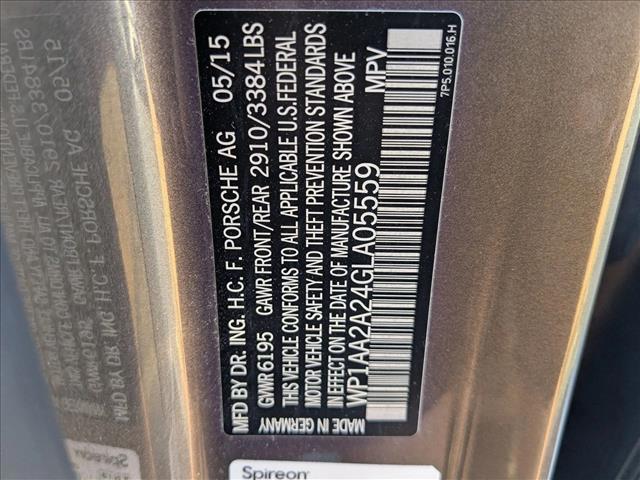 MFD BY DR. ING. H.C. F. PORSCHE AG 05/15
GWVR 6195 GAWR FRONT/REAR 2910/3384 LBS
THIS VEHICLE CONFORMS TO ALL APPLICABLE U.S. FEDERAL
MOTOR VEHICLE SAFETY AND THEFT PREVENTION STANDARDS
IN EFFECT ON THE DATE OF MANUFACTURE SHOWN ABOVE
WP1AA2A24GLA05559 MPV
MADE IN GERMANY
7P5.010.016.H
Spireon